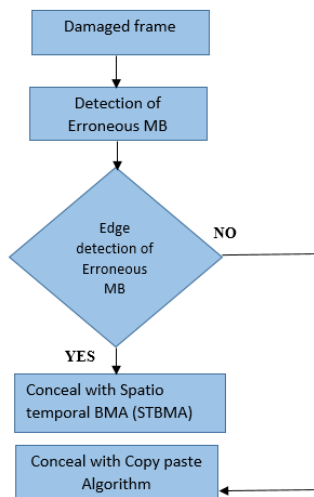 Damaged frame
Detection of
Erroneous MB
Edge
detection of
Erroneous
MB
NO
YES
Conceal with Spatio
temporal BMA (STBMA)
Conceal with Copy paste
Algorithm